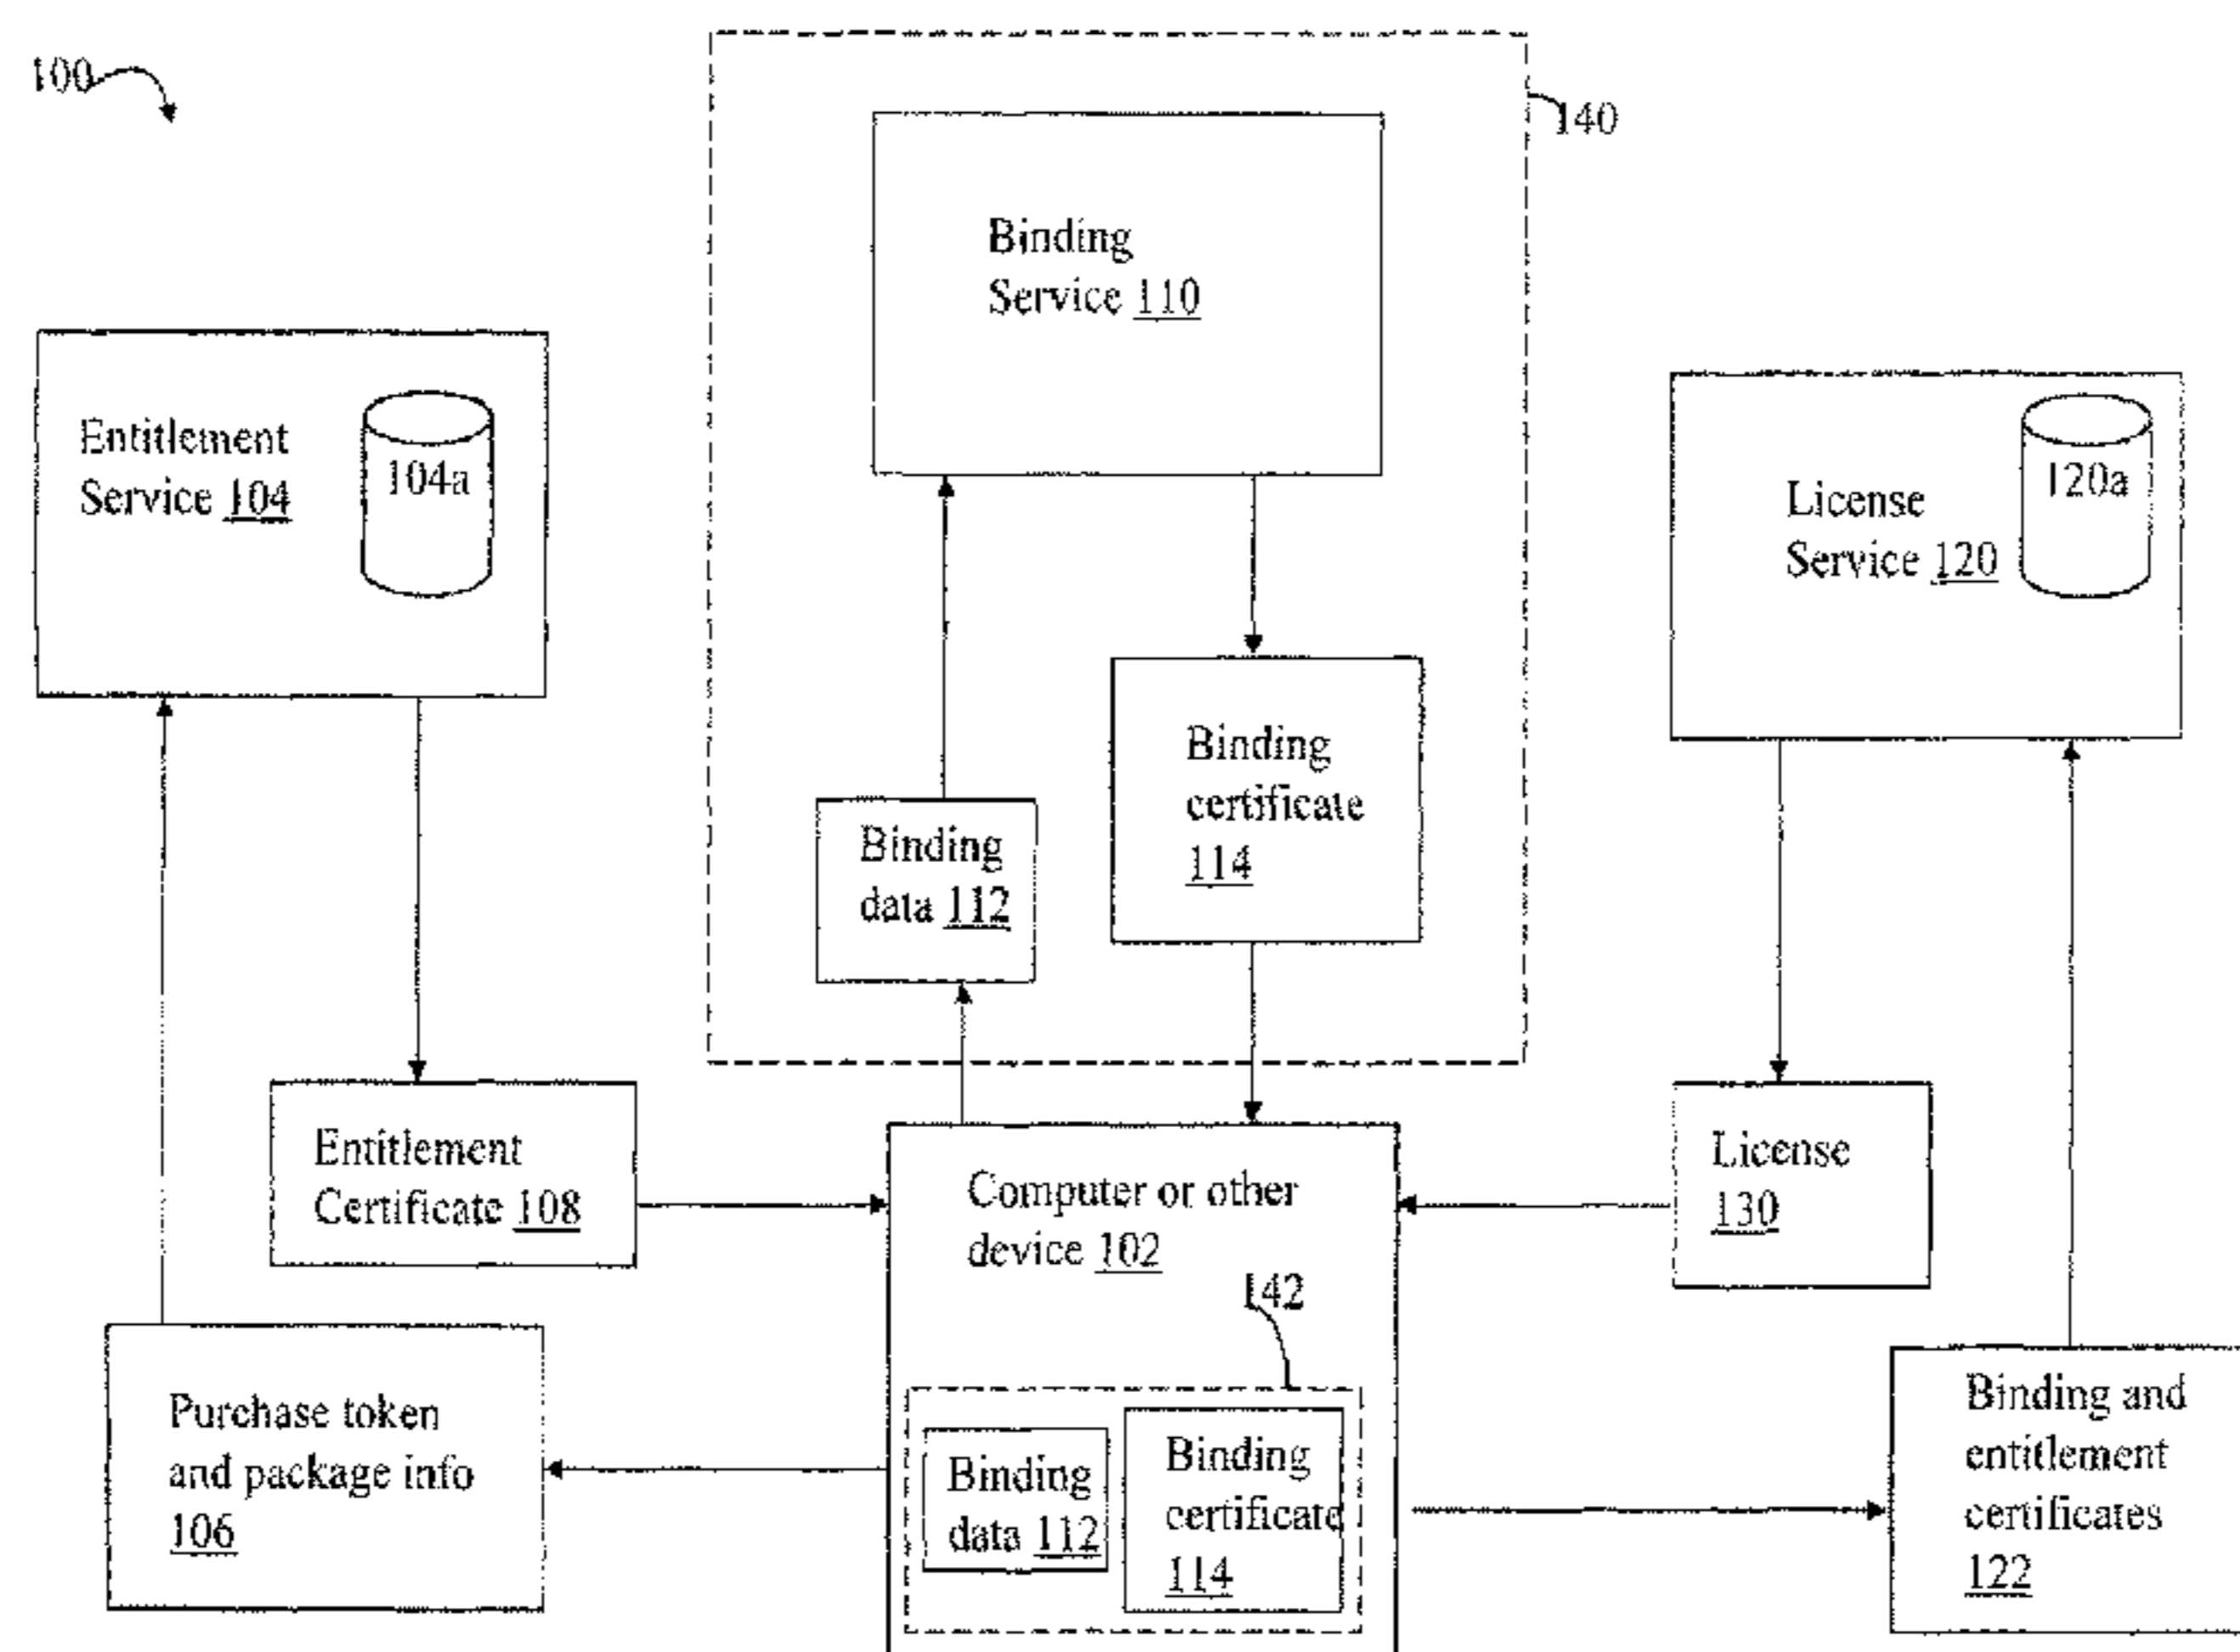 100
140
Binding
Service 110
Entitlement
Service 104
104a
License
Service 120
120a
Binding
data 112
Binding
certificate
114
Entitlement
Certificate 108
Computer or other
device 102
License
130
142
Purchase token
and package info
106
Binding
data 112
Binding
certificate
114
Binding and
entitlement
certificates
122